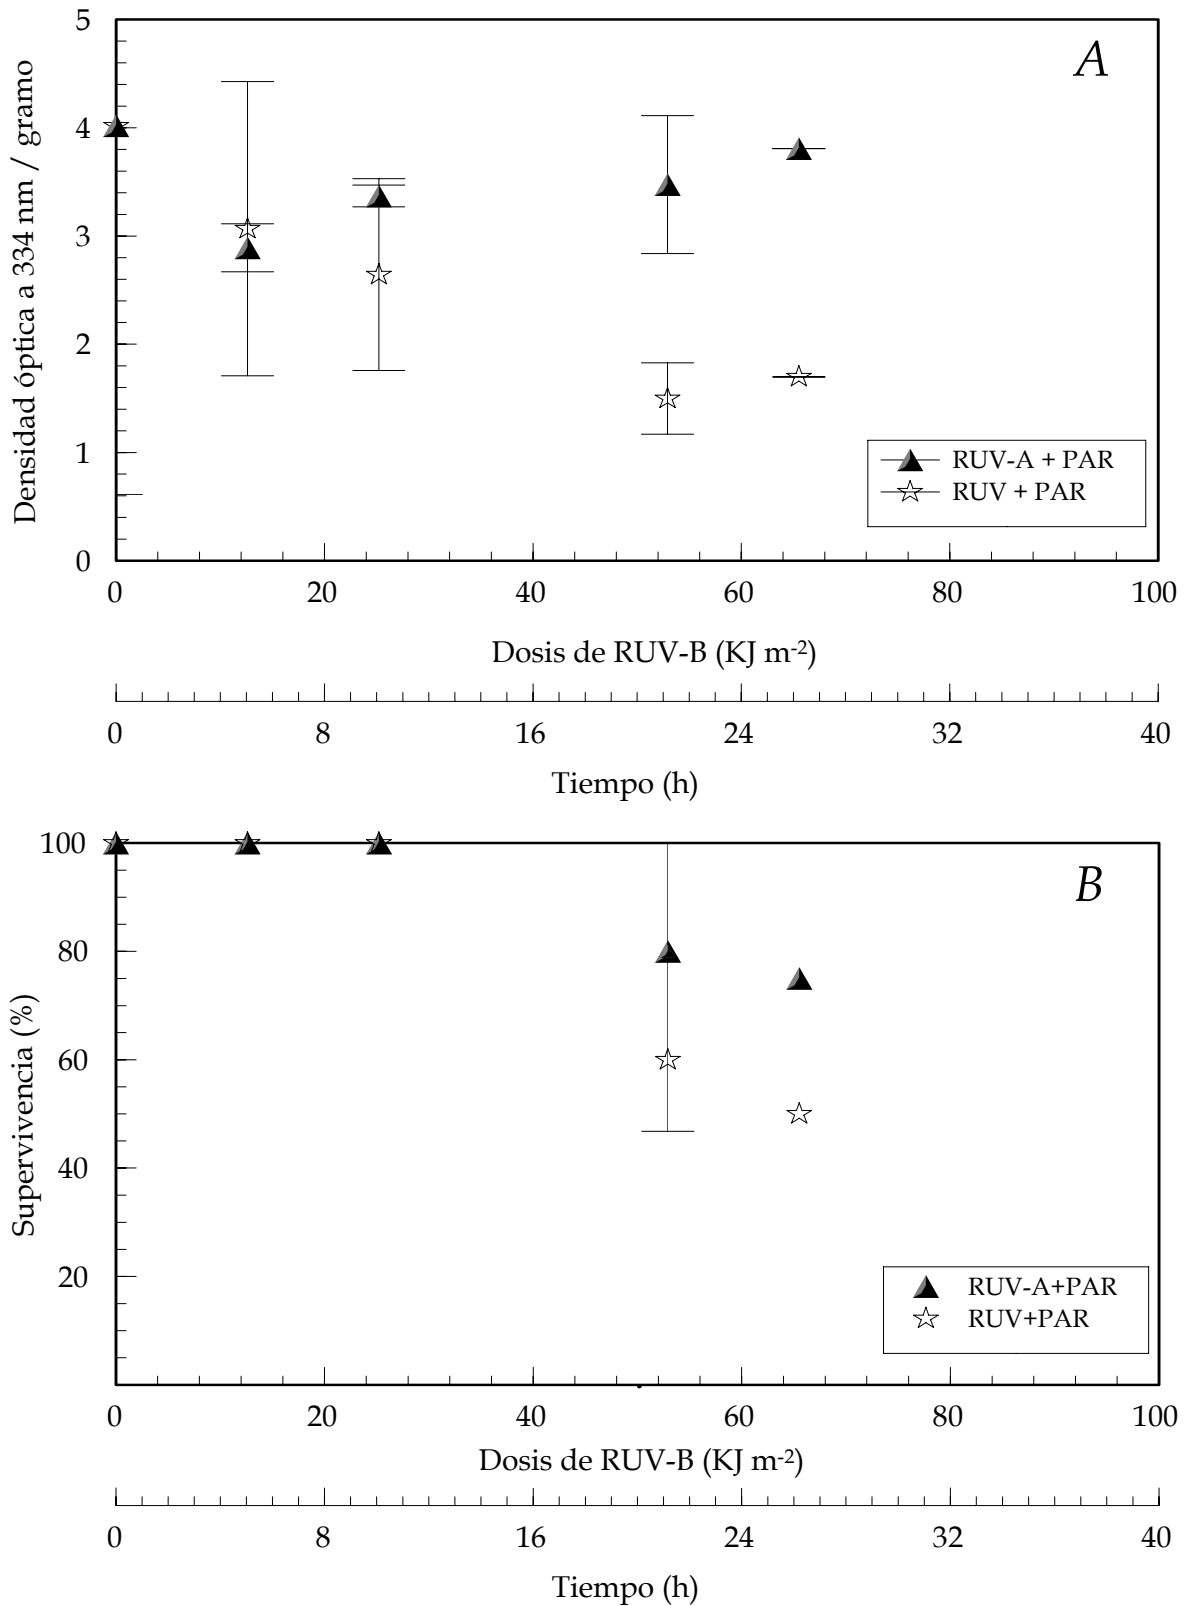 5
A
4
3
2
1
0
Densidad óptica a 334 nm / gramo
RUV-A + PAR
RUV + PAR
0 20 40 60 80 100
Dosis de RUV-B (KJ m-2)
0 8 16 24 32 40
Tiempo (h)
100
B
80
60
40
20
Supervivencia (%)
RUV-A+PAR
RUV+PAR
0 20 40 60 80 100
Dosis de RUV-B (KJ m-2)
0 8 16 24 32 40
Tiempo (h)